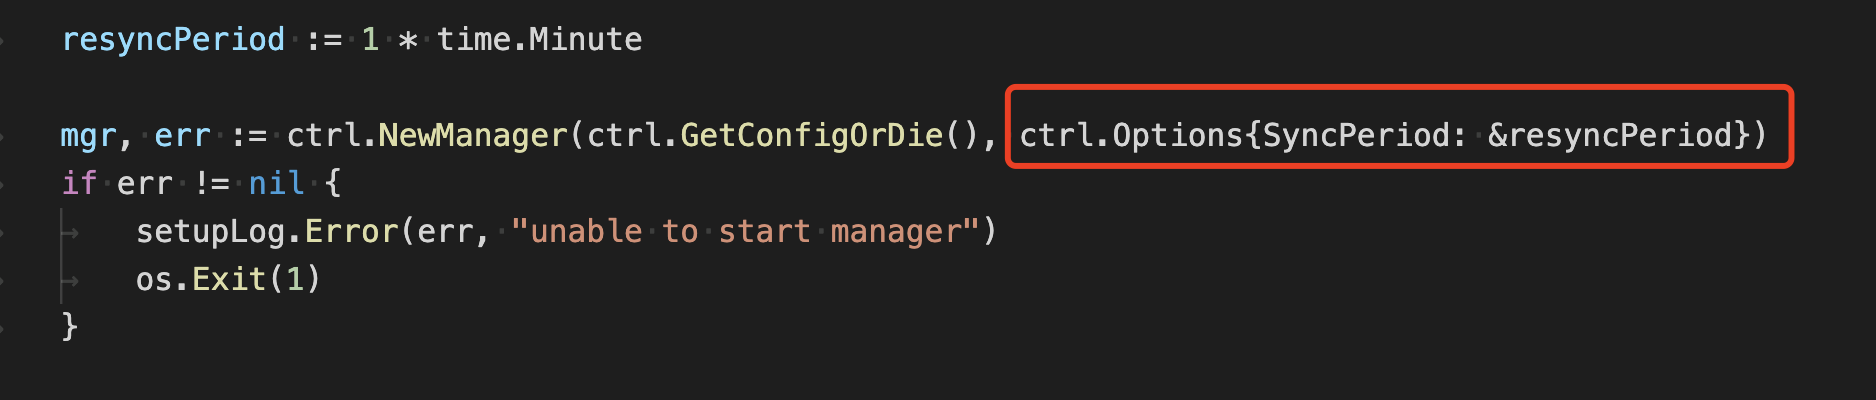 resyncPeriod := 1 * time.Minute
mgr, err := ctrl.NewManager(ctrl.GetConfigOrDie(), ctrl.Options{SyncPeriod: &resyncPeriod})
if err != nil {
setupLog.Error(err, "unable to start manager")
os.Exit(1)
}